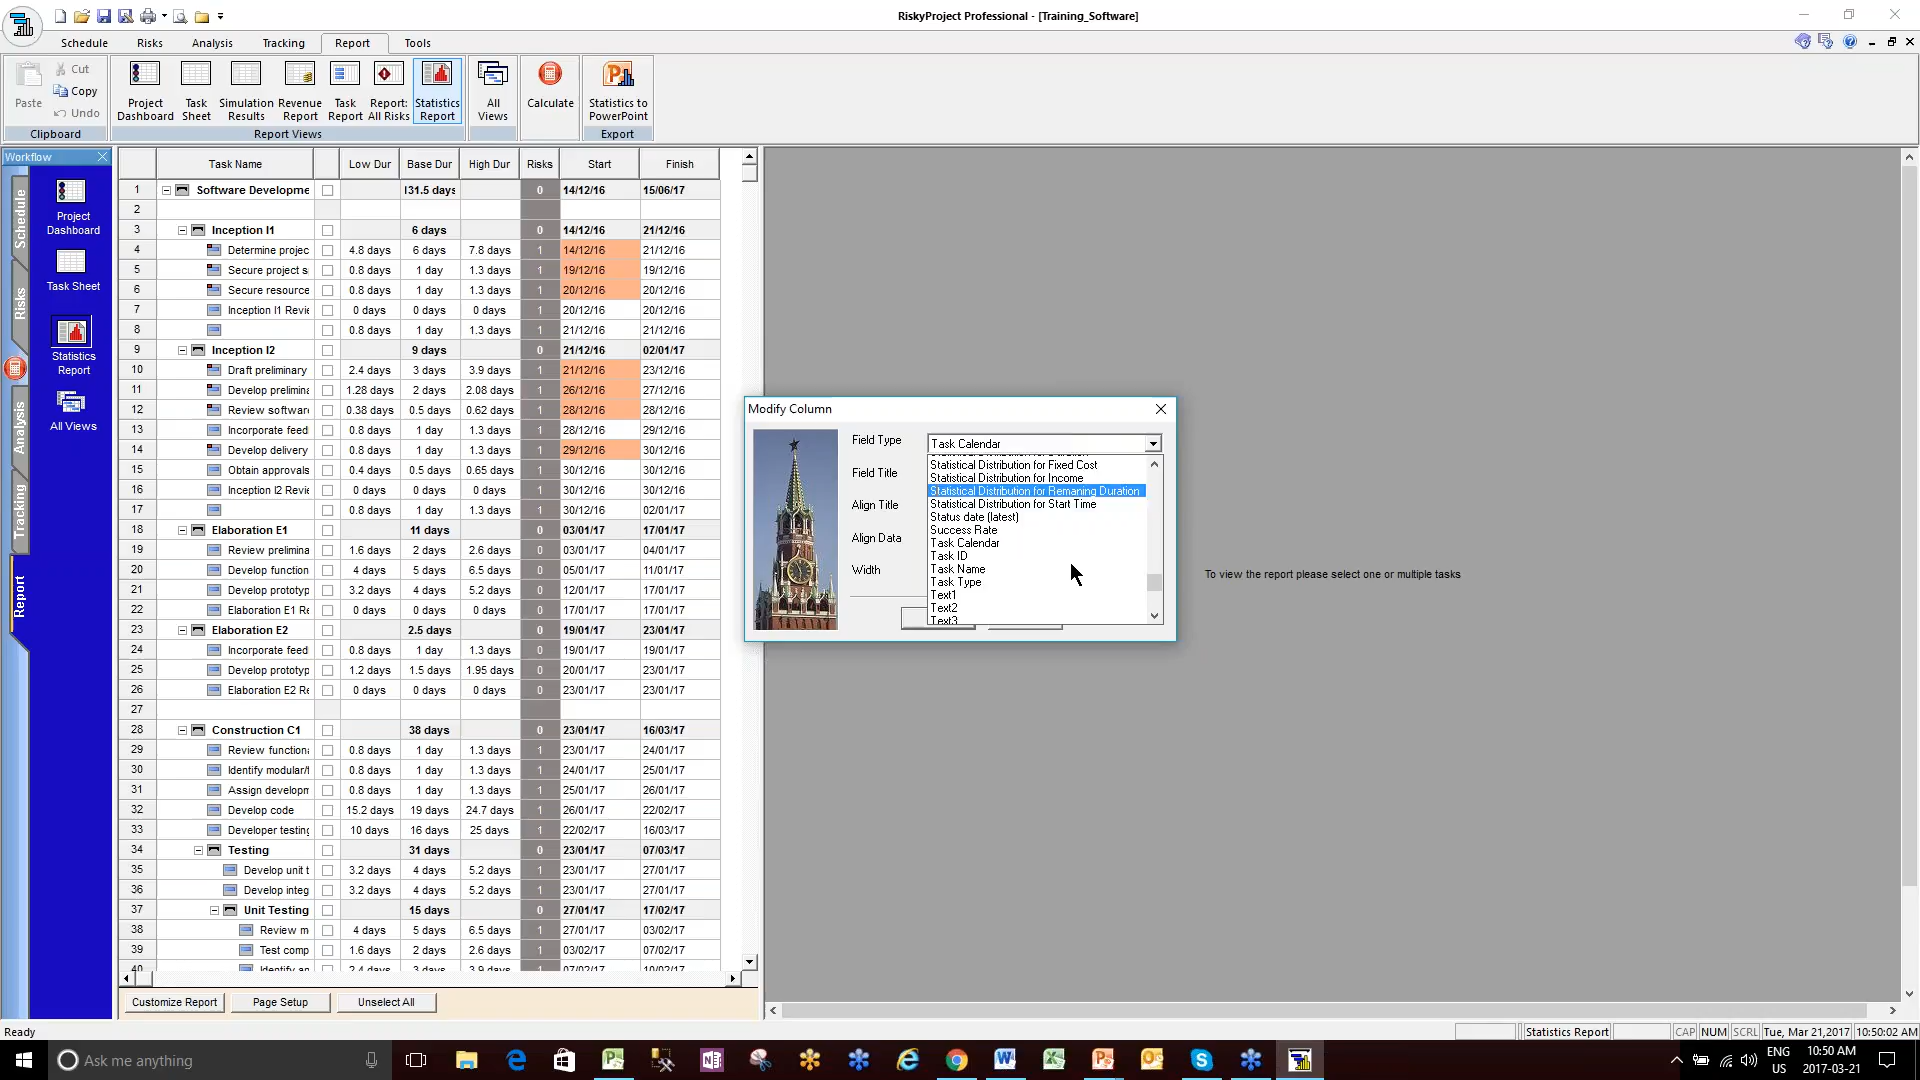 RiskyProject Professional - [Training_Software]
Schedule Risks Analysis Tracking Report Tools
Paste
Cut
Copy
Undo
Clipboard
Project Dashboard
Task Sheet
Simulation Results
Revenue Report
Task Report
Report: All Risks
Statistics Report
Report Views
All Views
Calculate
Statistics to PowerPoint
Export
Workflow
Schedule
Risks
Analysis
Tracking
Report
Project Dashboard
Task Sheet
Statistics Report
All Views
Task Name Low Dur Base Dur High Dur Risks Start Finish
1 Software Developme 131.5 days 0 14/12/16 15/06/17
2
3 Inception I1 6 days 0 14/12/16 21/12/16
4 Determine projec 4.8 days 6 days 7.8 days 1 14/12/16 21/12/16
5 Secure project s 0.8 days 1 day 1.3 days 1 19/12/16 19/12/16
6 Secure resource 0.8 days 1 day 1.3 days 1 20/12/16 20/12/16
7 Inception I1 Revie 0 days 0 days 0 days 1 20/12/16 20/12/16
8 0.8 days 1 day 1.3 days 1 21/12/16 21/12/16
9 Inception I2 9 days 0 21/12/16 02/01/17
10 Draft preliminary 2.4 days 3 days 3.9 days 1 21/12/16 23/12/16
11 Develop prelimina 1.28 days 2 days 2.08 days 1 26/12/16 27/12/16
12 Review software 0.38 days 0.5 days 0.62 days 1 28/12/16 28/12/16
13 Incorporate feed 0.8 days 1 day 1.3 days 1 28/12/16 29/12/16
14 Develop delivery 0.8 days 1 day 1.3 days 1 29/12/16 30/12/16
15 Obtain approvals 0.4 days 0.5 days 0.65 days 1 30/12/16 30/12/16
16 Inception I2 Revie 0 days 0 days 0 days 1 30/12/16 30/12/16
17 0.8 days 1 day 1.3 days 1 30/12/16 02/01/17
18 Elaboration E1 11 days 0 03/01/17 17/01/17
19 Review prelimina 1.6 days 2 days 2.6 days 0 03/01/17 04/01/17
20 Develop function 4 days 5 days 6.5 days 0 05/01/17 11/01/17
21 Develop prototyp 3.2 days 4 days 5.2 days 0 12/01/17 17/01/17
22 Elaboration E1 Re 0 days 0 days 0 days 0 17/01/17 17/01/17
23 Elaboration E2 2.5 days 0 19/01/17 23/01/17
24 Incorporate feed 0.8 days 1 day 1.3 days 0 19/01/17 19/01/17
25 Develop prototyp 1.2 days 1.5 days 1.95 days 0 20/01/17 23/01/17
26 Elaboration E2 Re 0 days 0 days 0 days 0 23/01/17 23/01/17
27
28 Construction C1 38 days 0 23/01/17 16/03/17
29 Review functiona 0.8 days 1 day 1.3 days 1 23/01/17 24/01/17
30 Identify modular/t 0.8 days 1 day 1.3 days 1 24/01/17 25/01/17
31 Assign developm 0.8 days 1 day 1.3 days 1 25/01/17 26/01/17
32 Develop code 15.2 days 19 days 24.7 days 1 26/01/17 22/02/17
33 Developer testing 10 days 16 days 25 days 1 22/02/17 16/03/17
34 Testing 31 days 0 23/01/17 07/03/17
35 Develop unit t 3.2 days 4 days 5.2 days 1 23/01/17 27/01/17
36 Develop integ 3.2 days 4 days 5.2 days 1 23/01/17 27/01/17
37 Unit Testing 15 days 0 27/01/17 17/02/17
38 Review m 4 days 5 days 6.5 days 1 27/01/17 03/02/17
39 Test comp 1.6 days 2 days 2.6 days 1 03/02/17 07/02/17
40 Identify an 2.4 days 3 days 3.9 days 1 07/02/17 10/02/17
Customize Report Page Setup Unselect All
Modify Column
Field Type Task Calendar
Field Title
Align Title
Align Data
Width
Statistical Distribution for Fixed Cost
Statistical Distribution for Income
Statistical Distribution for Remaning Duration
Statistical Distribution for Start Time
Status date (latest)
Success Rate
Task Calendar
Task ID
Task Name
Task Type
Text1
Text2
Text3
To view the report please select one or multiple tasks
Ready
Statistics Report CAP NUM SCRL Tue, Mar 21,2017 10:50:02 AM
Ask me anything
ENG
US
10:50 AM
2017-03-21